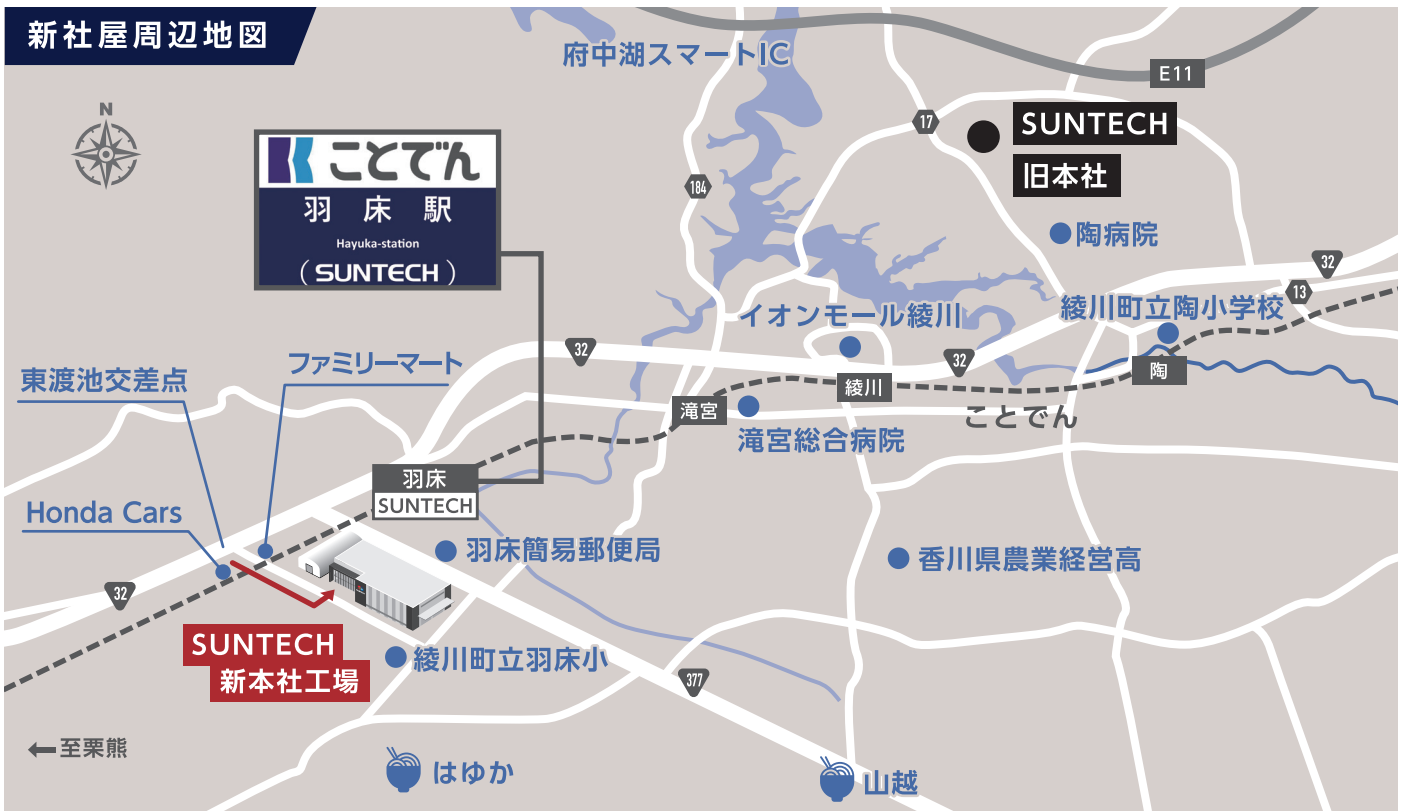 新社屋周辺地図
府中湖スマートIC
E11
N
17
SUNTECH
旧本社
ことでん
羽床駅
Hayuka-station
(SUNTECH)
184
陶病院
32
13
綾川町立陶小学校
イオンモール綾川
32
32
ファミリーマート
東渡池交差点
陶
綾川
滝宮
ことでん
滝宮総合病院
羽床
SUNTECH
Honda Cars
羽床簡易郵便局
香川県農業経営高
32
SUNTECH
新本社工場
綾川町立羽床小
377
至栗熊
はゆか
山越